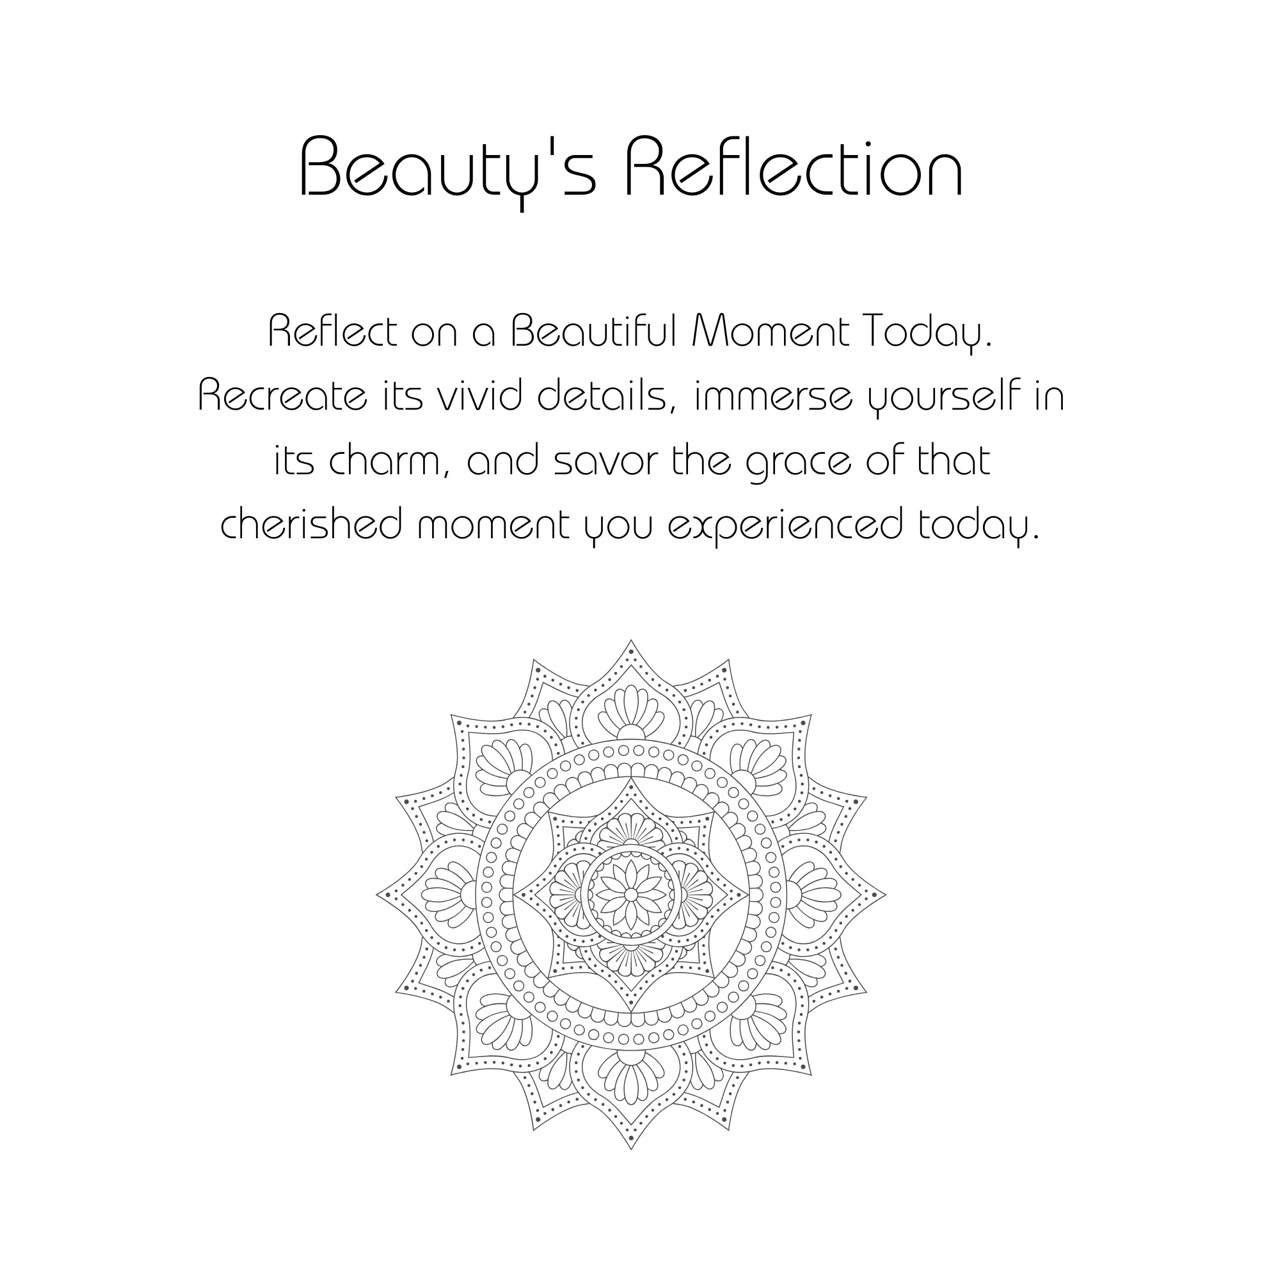 Beauty's Reflection
Reflect on a Beautiful Moment Today.
Recreate its vivid details, immerse yourself in
its charm, and savor the grace of that
cherished moment you experienced today.